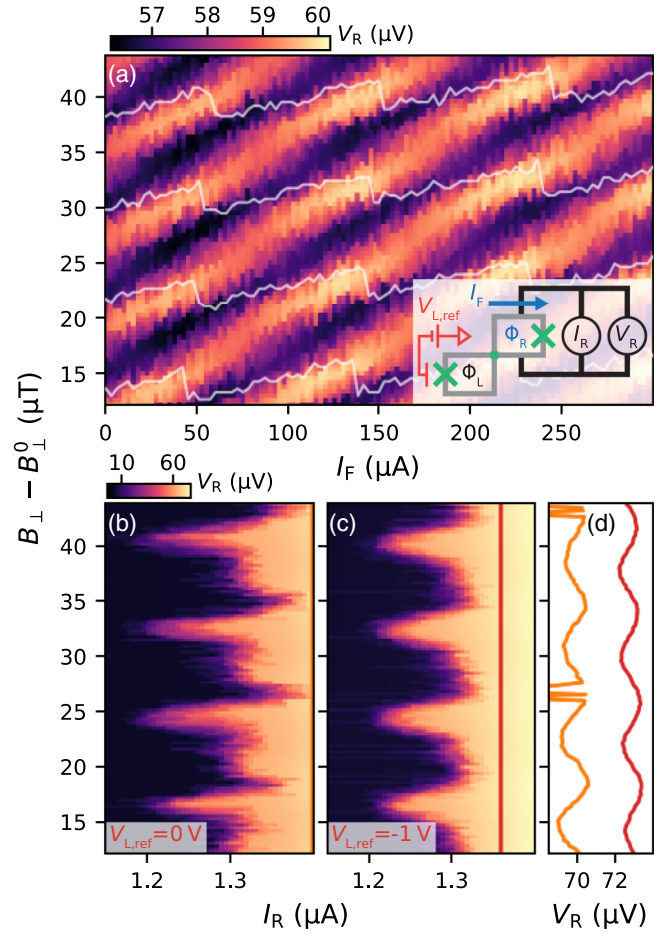 57 58 59 60
V_R (µV)
(a)
40
35
30
25
20
15
I_F
V_L,ref
Φ_R
I_R
V_R
Φ_L
0 50 100 150 200 250
I_F (µA)
B_⊥ − B_⊥^0 (µT)
10 60
V_R (µV)
(b)
(c)
(d)
40
35
30
25
20
15
V_L,ref=0 V
V_L,ref=-1 V
1.2 1.3
1.2 1.3
70 72
I_R (µA)
V_R (µV)